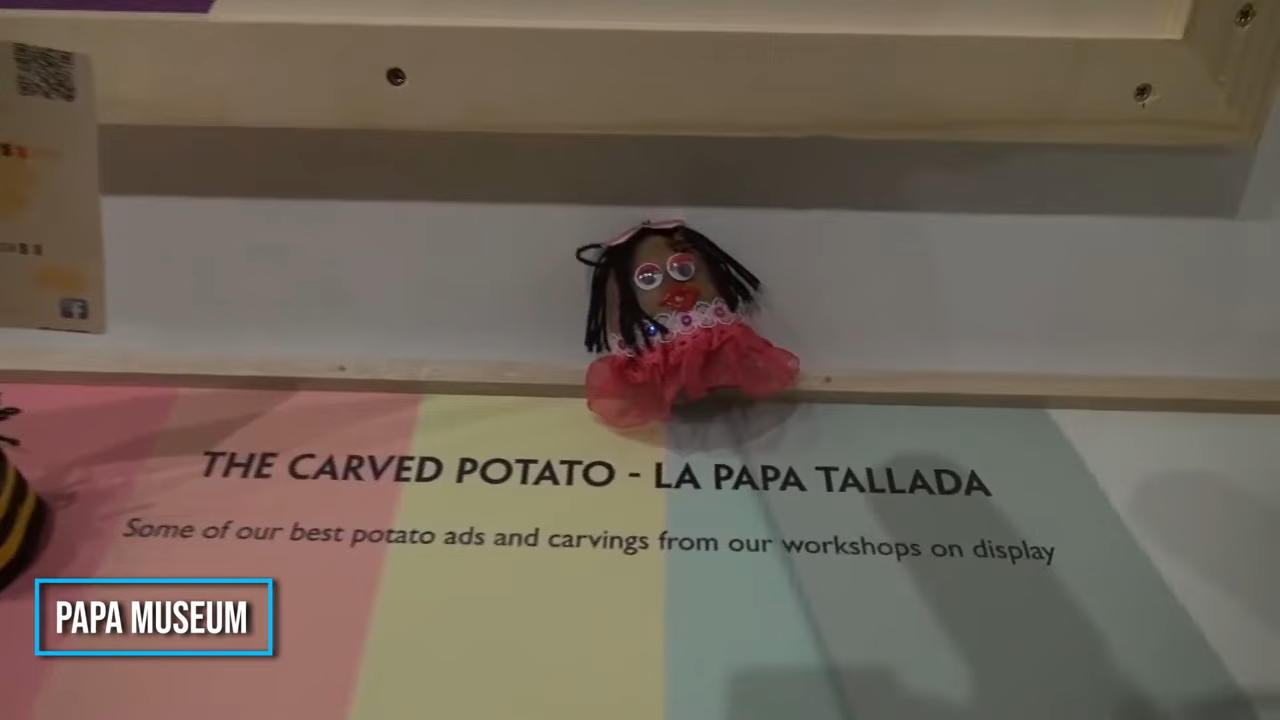 THE CARVED POTATO - LA PAPA TALLADA
Some of our best potato ads and carvings from our workshops on display
PAPA MUSEUM